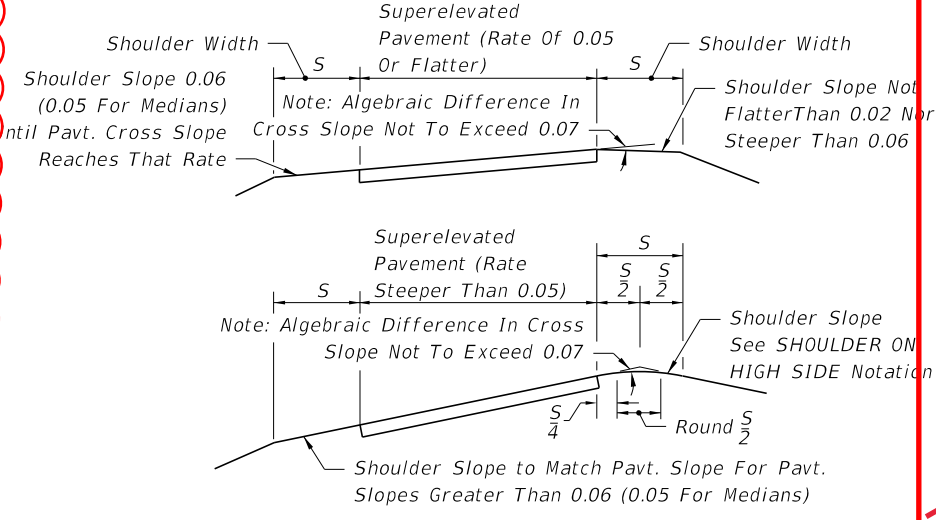 Superelevated
Pavement (Rate Of 0.05
Or Flatter)
Shoulder Width
S
S
Shoulder Width
Shoulder Slope 0.06
(0.05 For Medians)
Pavt. Cross Slope
Reaches That Rate
Note: Algebraic Difference In
Cross Slope Not To Exceed 0.07
Shoulder Slope Not
FlatterThan 0.02 Nor
Steeper Than 0.06
Superelevated
Pavement (Rate
Steeper Than 0.05)
S
S
S/2
S/2
Note: Algebraic Difference In Cross
Slope Not To Exceed 0.07
Shoulder Slope
See SHOULDER ON
HIGH SIDE Notation
S/4
Round S/2
Shoulder Slope to Match Pavt. Slope For Pavt.
Slopes Greater Than 0.06 (0.05 For Medians)